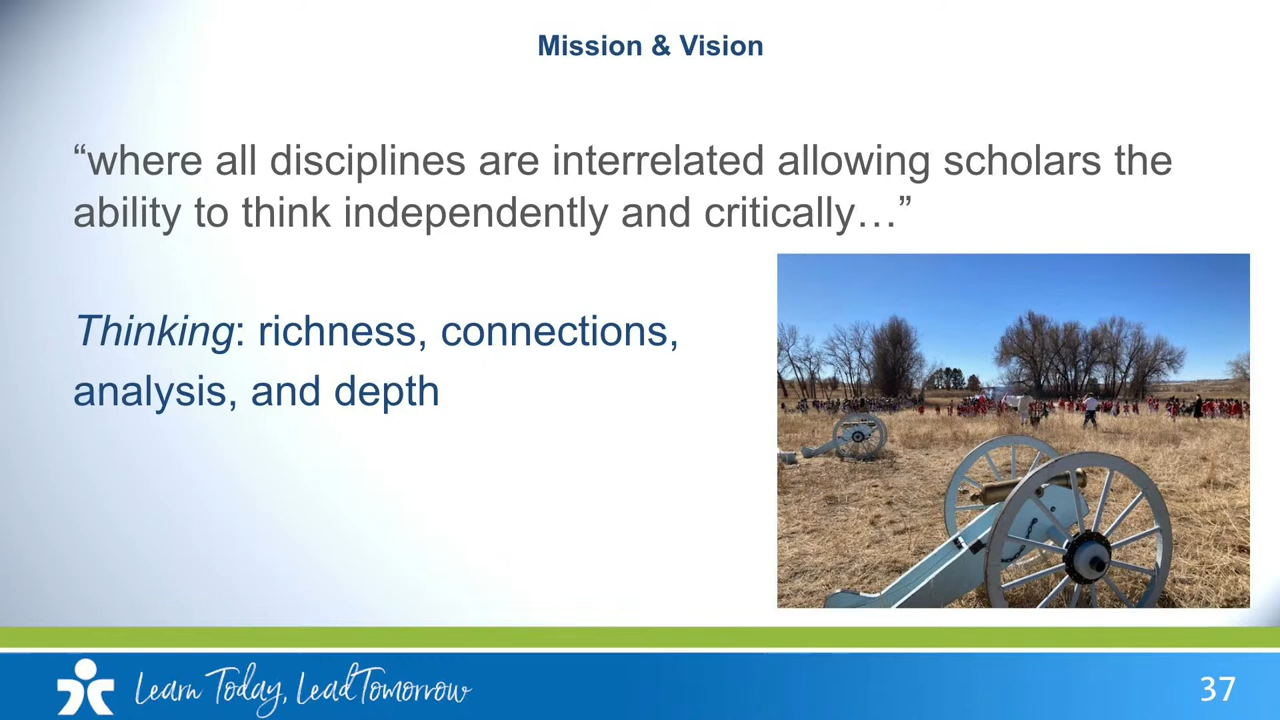 Mission & Vision
“where all disciplines are interrelated allowing scholars the
ability to think independently and critically…”
Thinking: richness, connections,
analysis, and depth
Learn Today, Lead Tomorrow
37